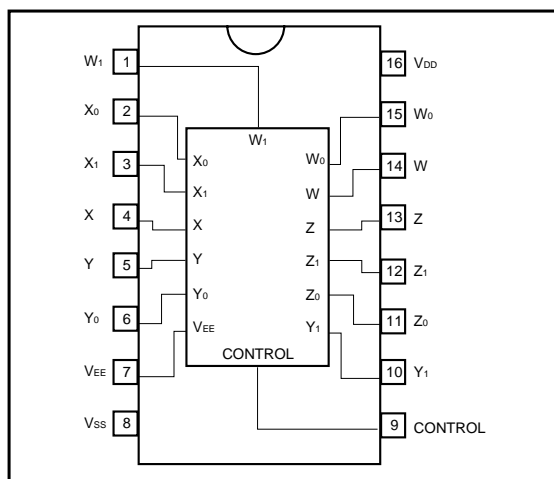 W1 1
X0 2
X1 3
X 4
Y 5
Y0 6
VEE 7
VSS 8
16 VDD
15 W0
14 W
13 Z
12 Z1
11 Z0
10 Y1
9 CONTROL
W1
X0
X1
X
Y
Y0
VEE
W0
W
Z
Z1
Z0
Y1
CONTROL